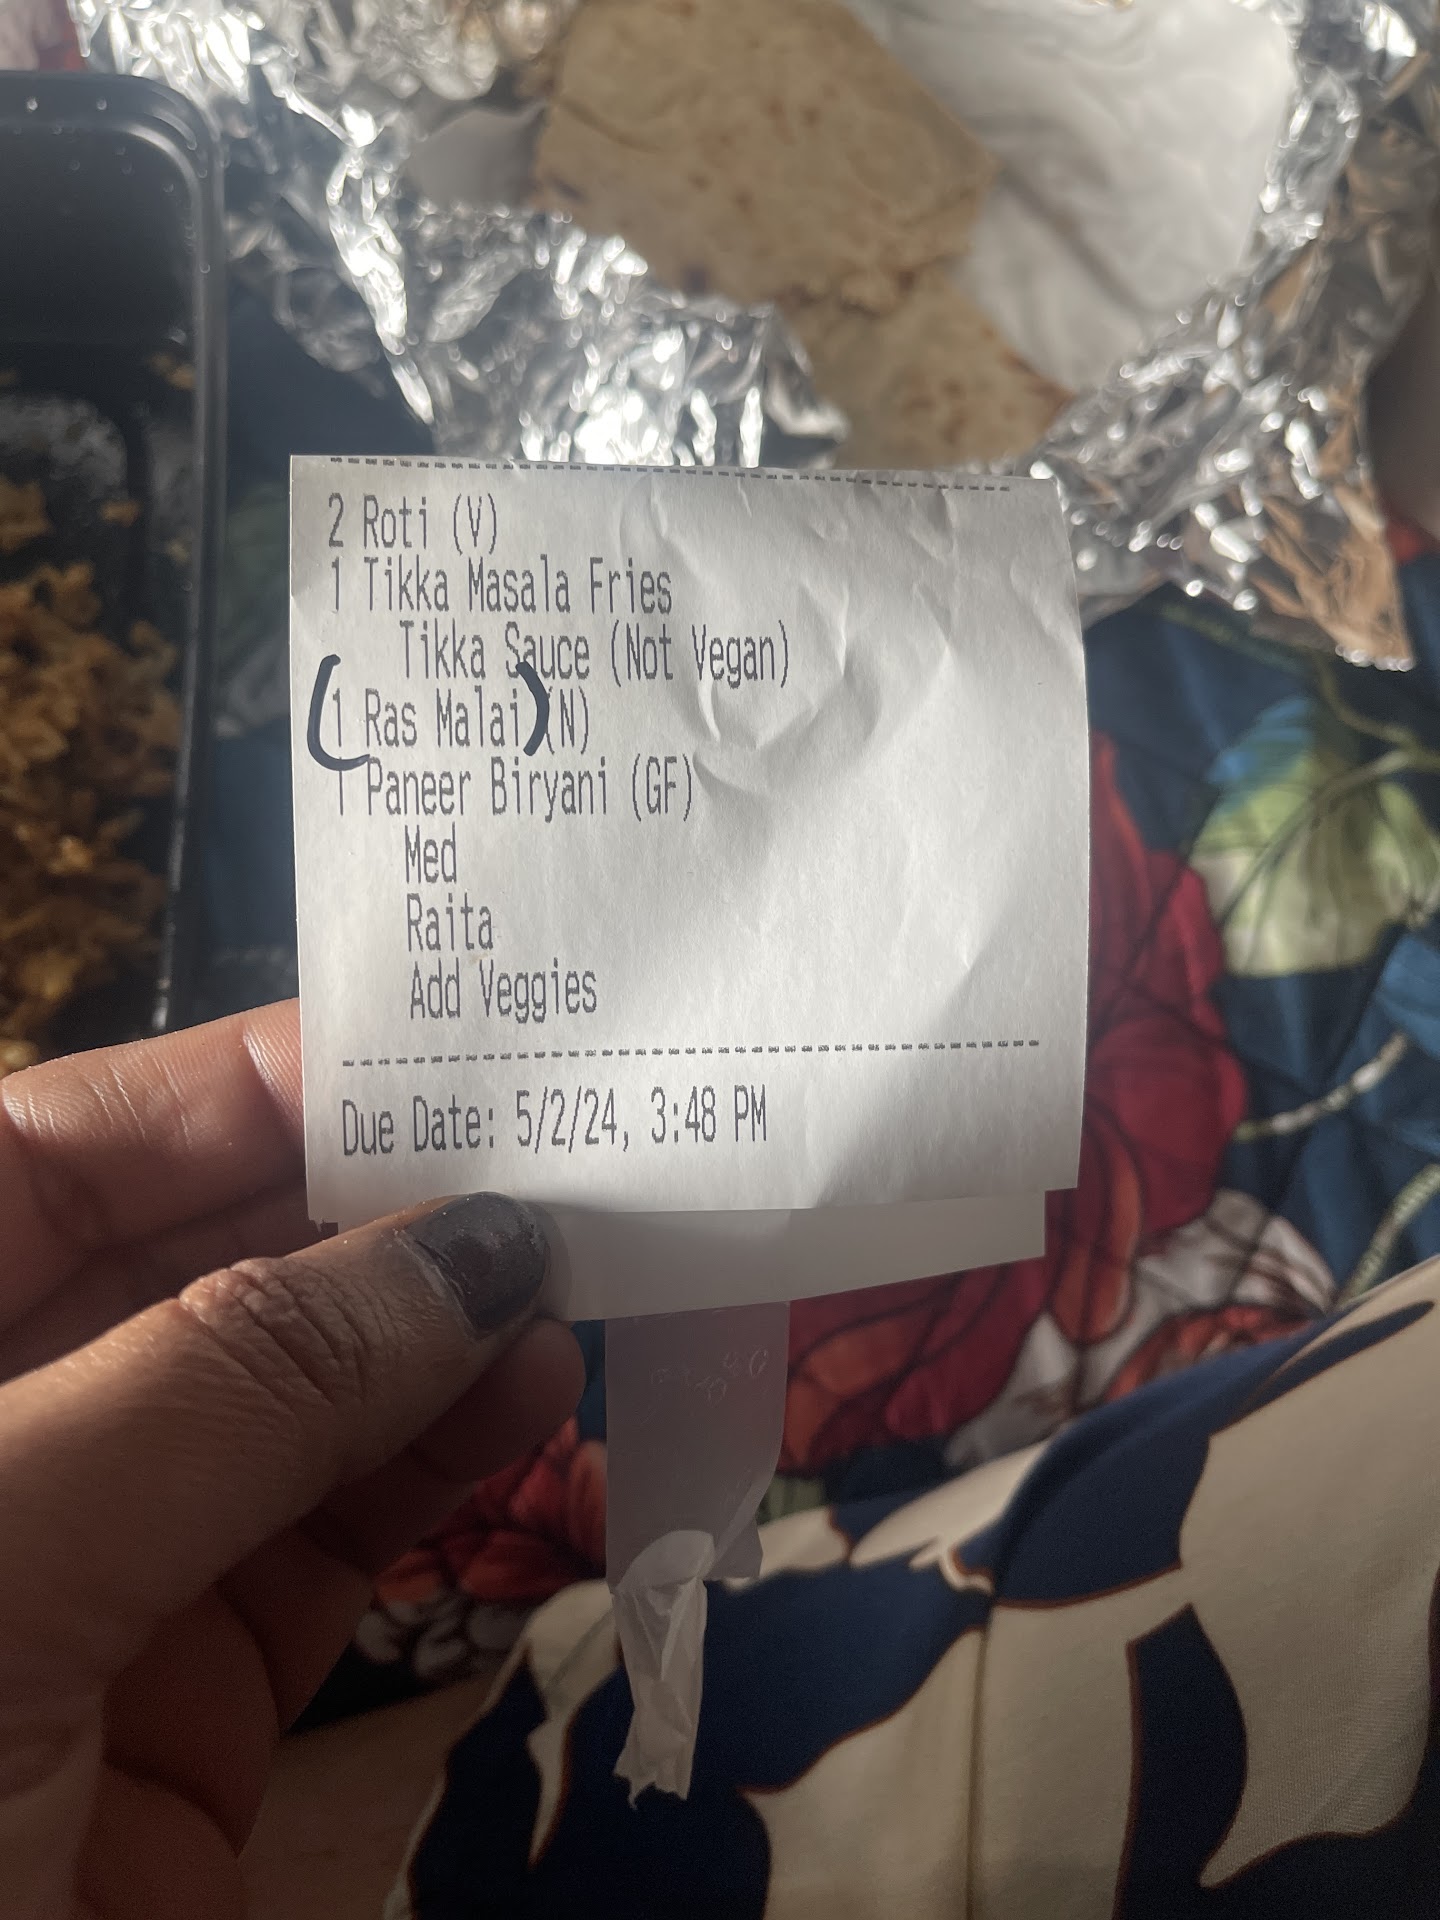 2 Roti (V)
1 Tikka Masala Fries
Tikka Sauce (Not Vegan)
1 Ras Malai (N)
1 Paneer Biryani (GF)
Med
Raita
Add Veggies
Due Date: 5/2/24, 3:48 PM